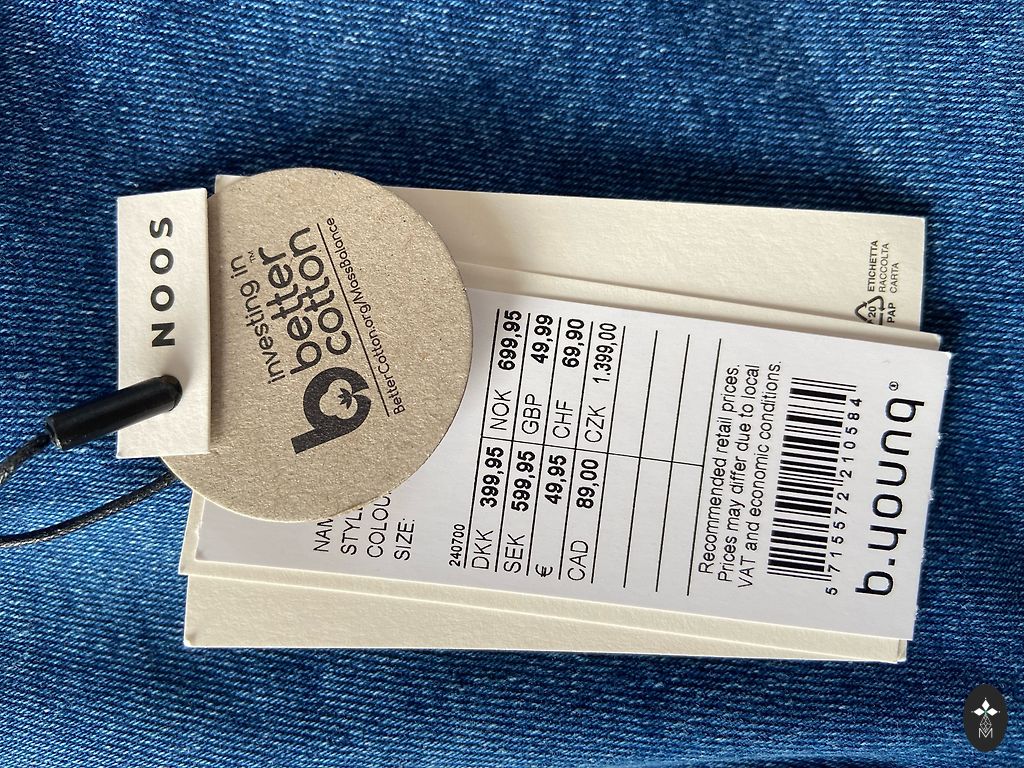 NOOS
investing in
better™
cotton
BetterCotton.org/MassBalance
STYL
COLOU
SIZE:
240700
DKK 399,95 NOK 699,95
SEK 599,95 GBP 49,99
€ 49,95 CHF 69,90
CAD 89,00 CZK 1.399,00
Recommended retail prices.
Prices may differ due to local
VAT and economic conditions.
5 715572 210584
b.young®
20
PAP
ETICHETTA
RACCOLTA
CARTA
M